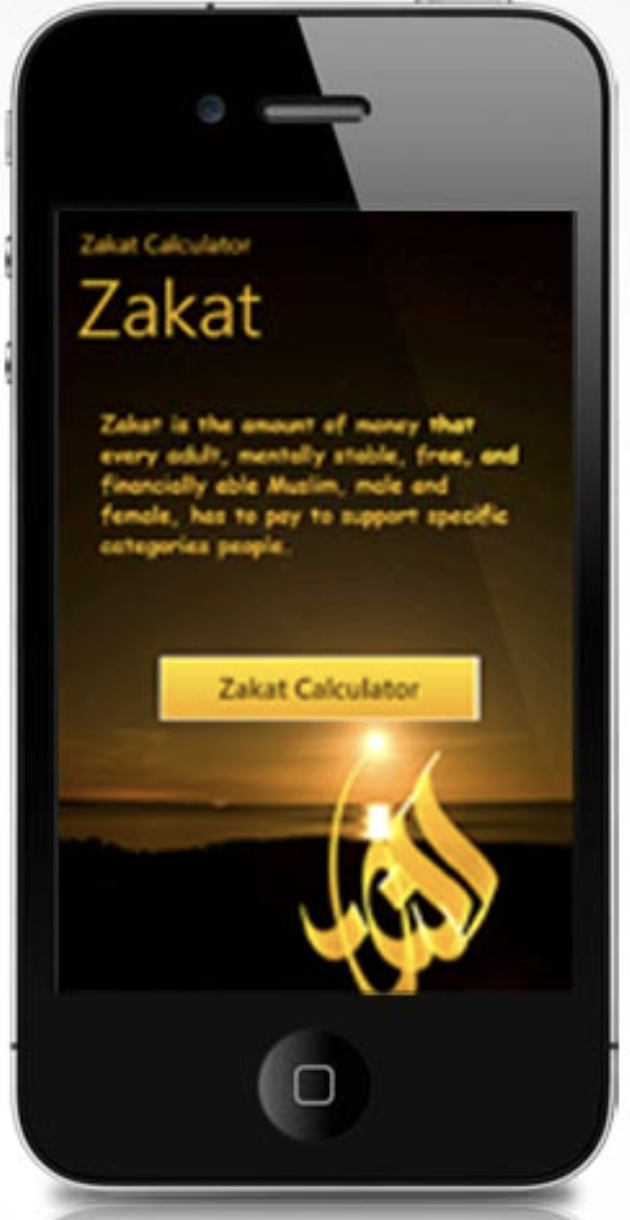 Zakat Calculator
Zakat
Zakat is the amount of money that
every adult, mentally stable, free, and
financially able Muslim, male and
female, has to pay to support specific
categories people.
Zakat Calculator